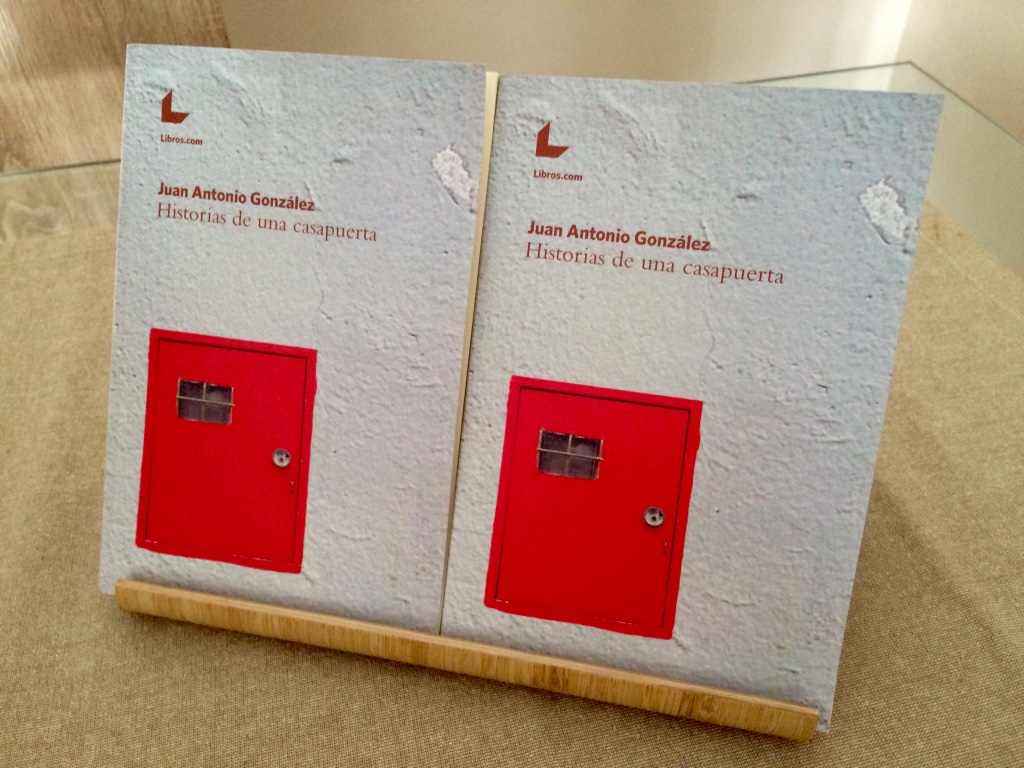 Libros.com
Juan Antonio González
Historias de una casapuerta
Libros.com
Juan Antonio González
Historias de una casapuerta